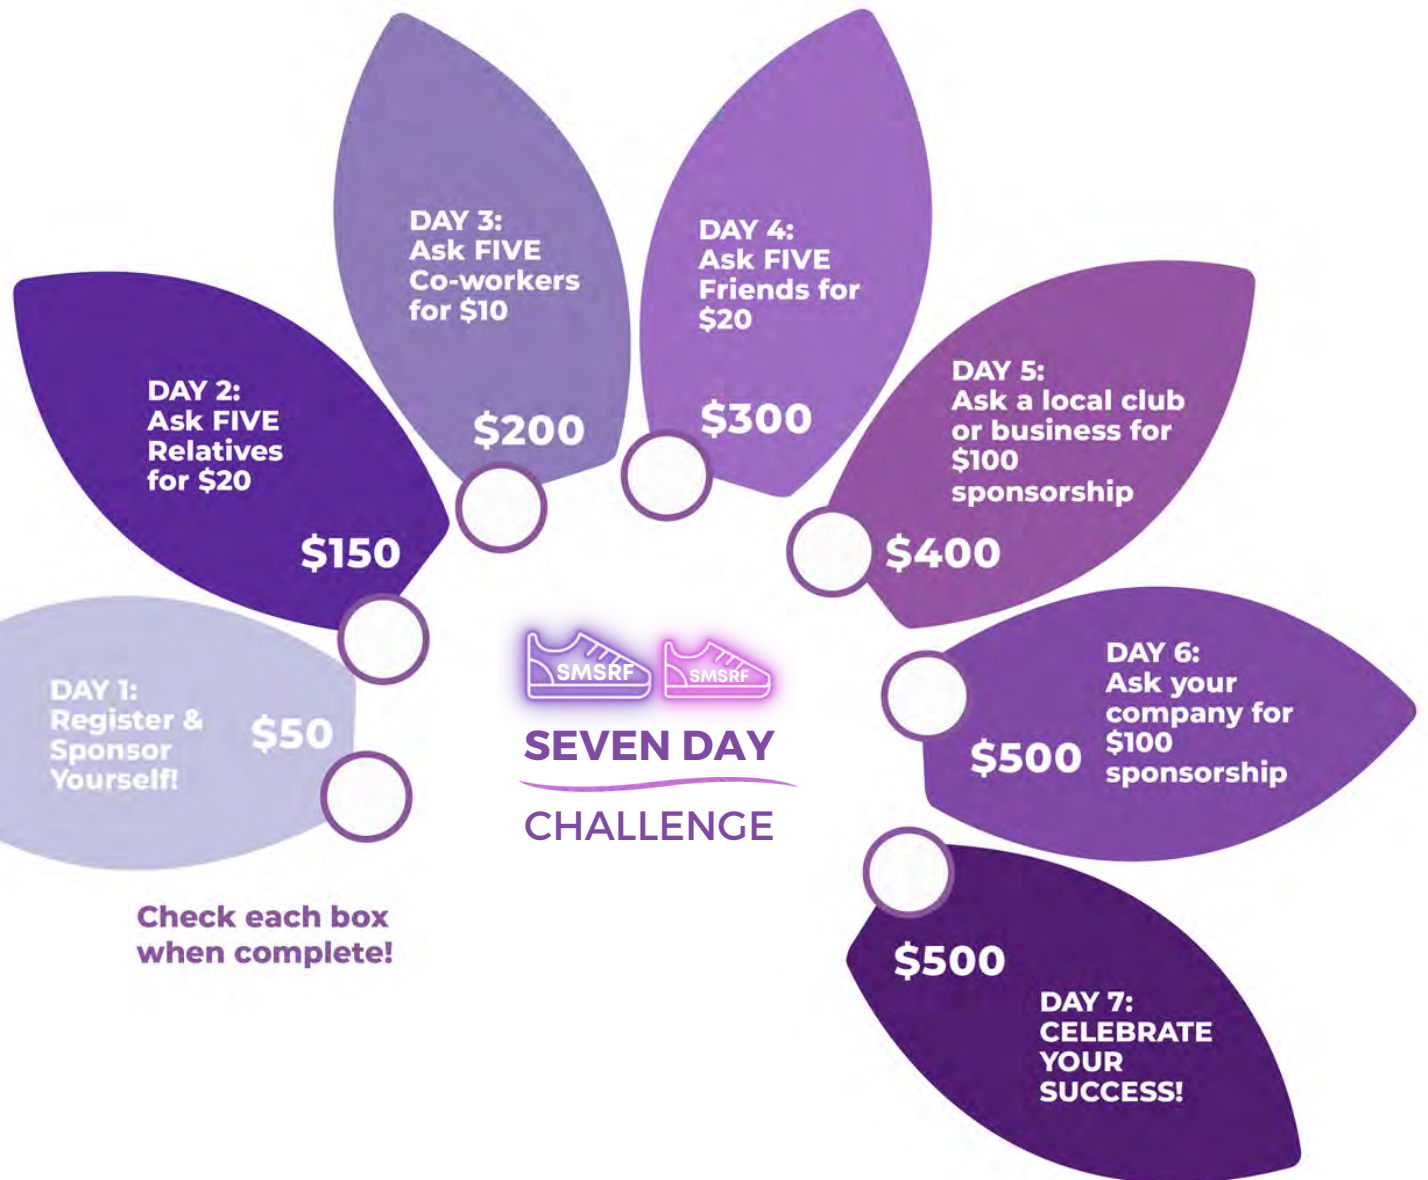 DAY 1:
Register &
Sponsor
Yourself!
$50
DAY 2:
Ask FIVE
Relatives
for $20
$150
DAY 3:
Ask FIVE
Co-workers
for $10
$200
DAY 4:
Ask FIVE
Friends for
$20
$300
DAY 5:
Ask a local club
or business for
$100
sponsorship
$400
DAY 6:
Ask your
company for
$100
sponsorship
$500
$500
DAY 7:
CELEBRATE
YOUR
SUCCESS!
SMSRF
SMSRF
SEVEN DAY
CHALLENGE
Check each box
when complete!